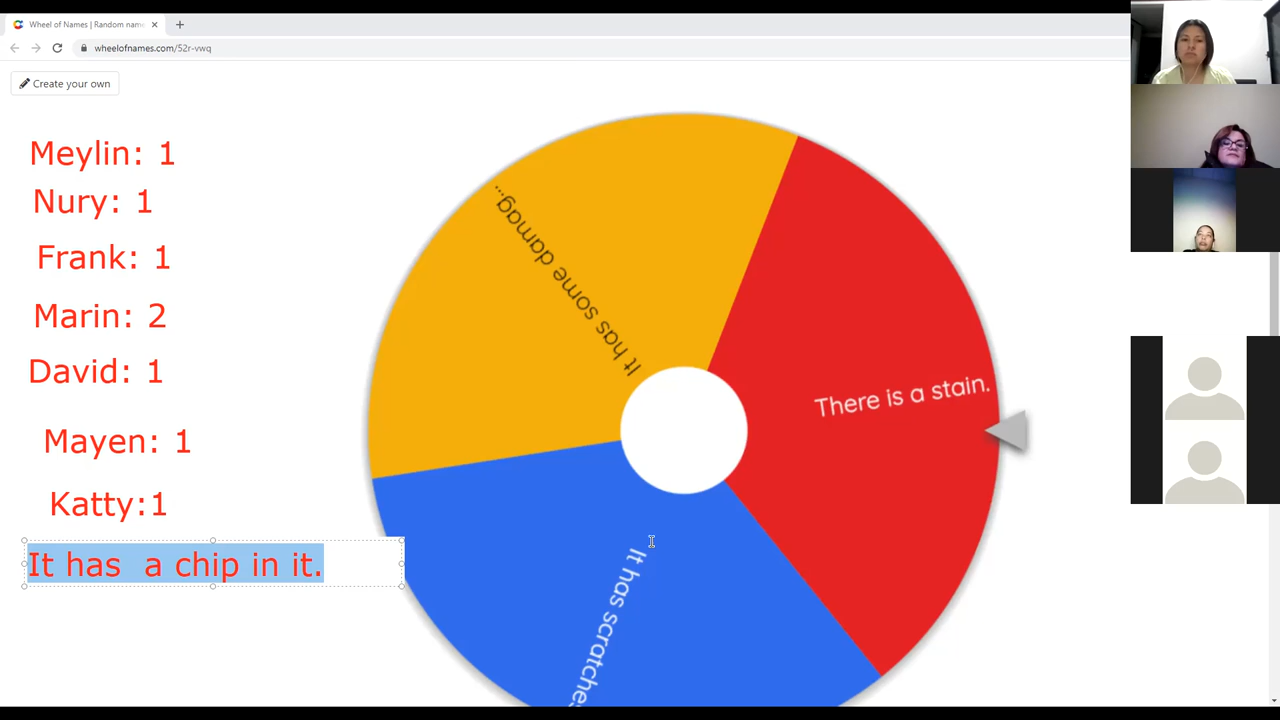 Wheel of Names | Random name
wheelofnames.com/52r-vwq
Create your own
Meylin: 1
Nury: 1
Frank: 1
Marin: 2
David: 1
Mayen: 1
Katty:1
It has  a chip in it.
It has some damag...
There is a stain.
It has scratches